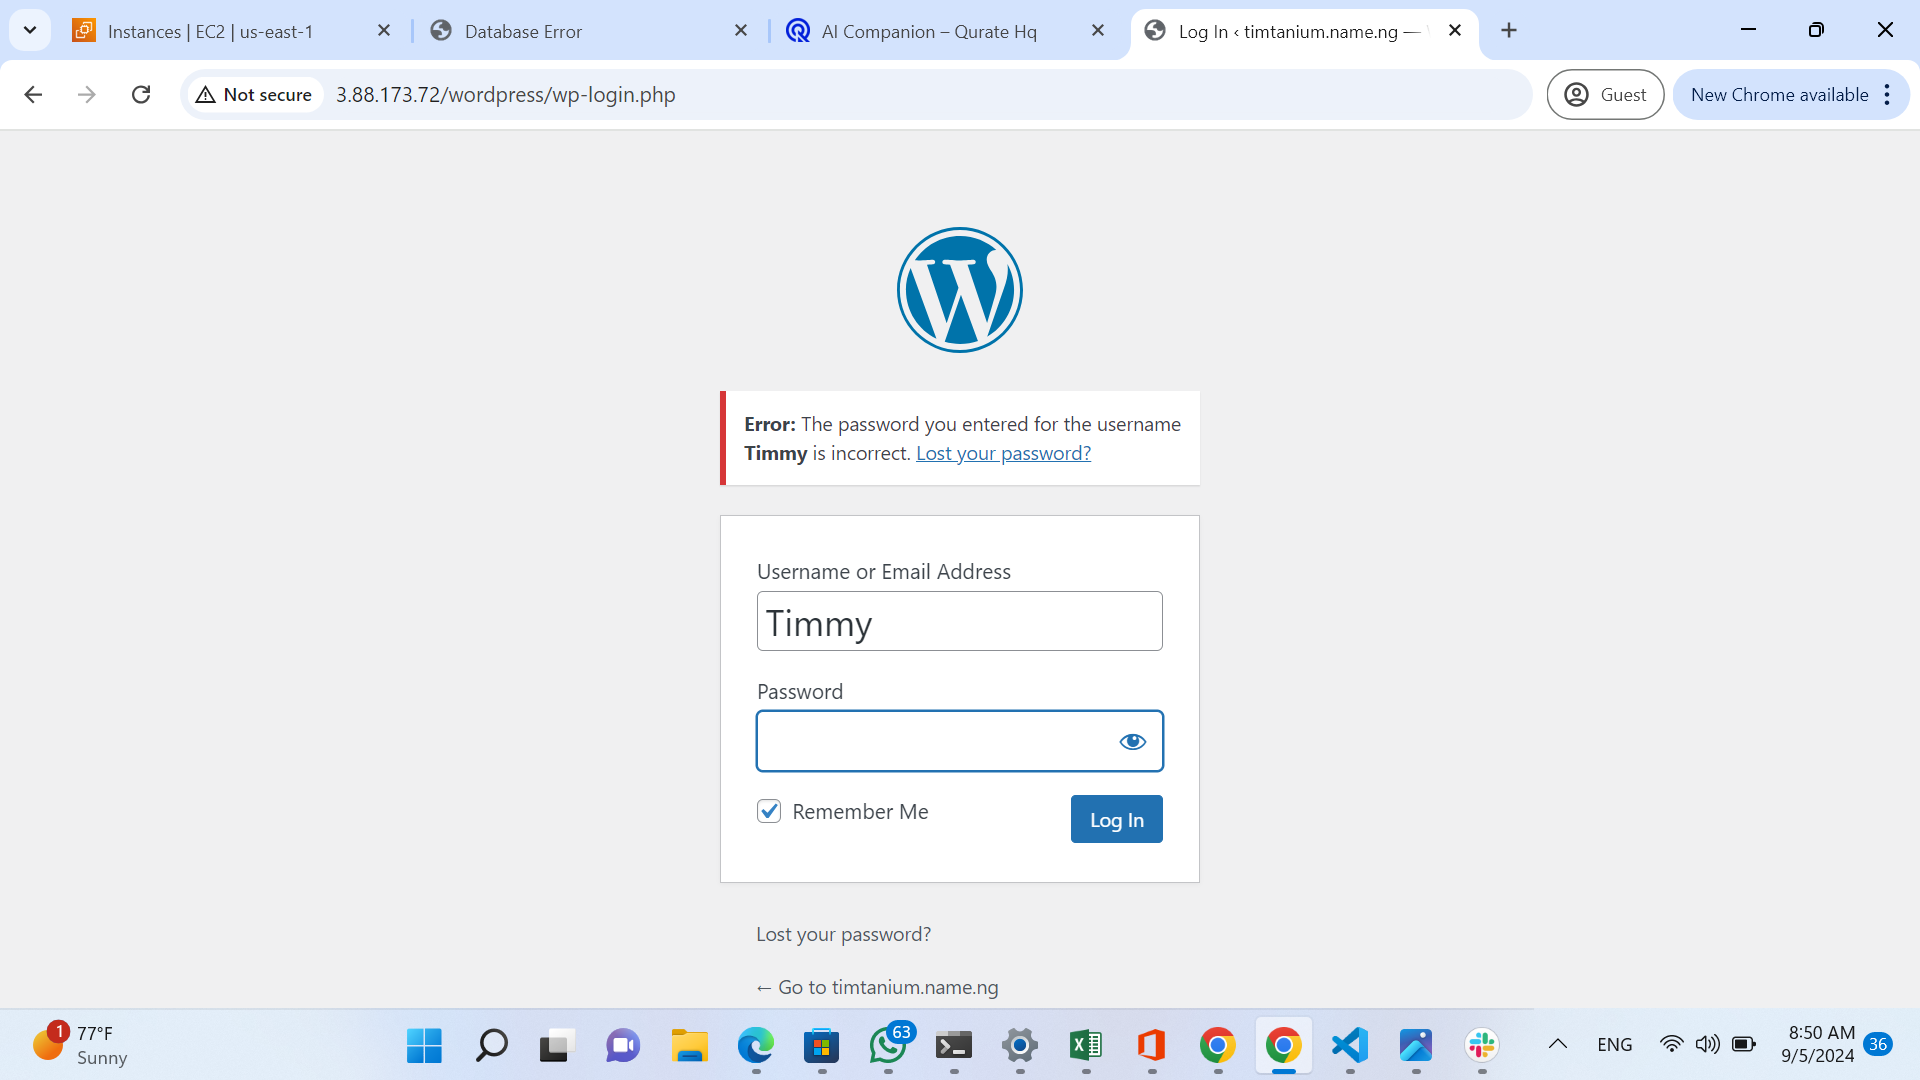 Instances | EC2 | us-east-1
Database Error
AI Companion – Qurate Hq
Log In ‹ timtanium.name.ng —
Not secure
3.88.173.72/wordpress/wp-login.php
Guest
New Chrome available
Error: The password you entered for the username
Timmy is incorrect. Lost your password?
Username or Email Address
Timmy
Password
Remember Me
Log In
Lost your password?
← Go to timtanium.name.ng
1
77°F
Sunny
63
ENG
8:50 AM
9/5/2024
36